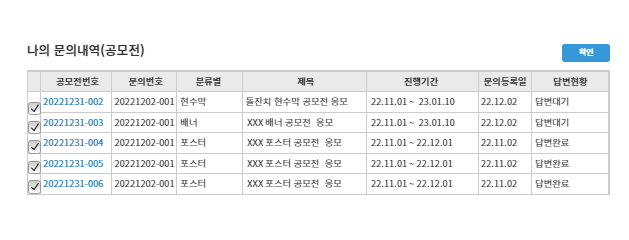 나의 문의내역(공모전)
확인
공모전번호 문의번호 분류별 제목 진행기간 문의등록일 답변현황
20221231-002 20221202-001 현수막 돌잔치 현수막 공모전 응모 22.11.01 ~ 23.01.10 22.12.02 답변대기
20221231-003 20221202-001 배너 XXX 배너 공모전 응모 22.11.01 ~ 23.01.10 22.12.02 답변대기
20221231-004 20221202-001 포스터 XXX 포스터 공모전 응모 22.11.01 ~ 22.12.01 22.11.02 답변완료
20221231-005 20221202-001 포스터 XXX 포스터 공모전 응모 22.11.01 ~ 22.12.01 22.11.02 답변완료
20221231-006 20221202-001 포스터 XXX 포스터 공모전 응모 22.11.01 ~ 22.12.01 22.11.02 답변완료